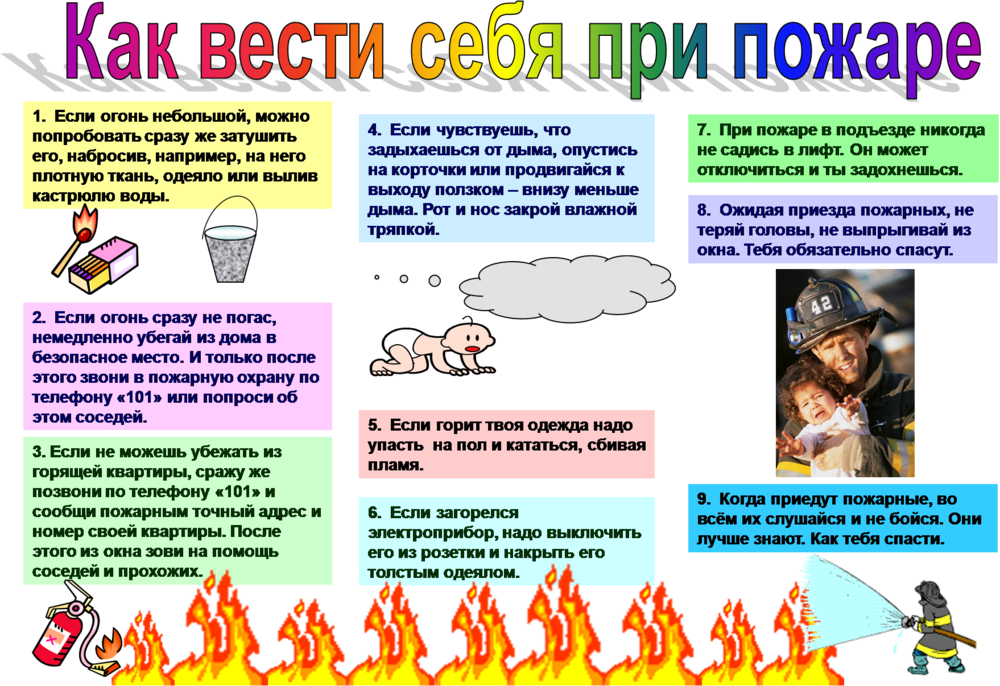 Как вести себя при пожаре
1. Если огонь небольшой, можно
попробовать сразу же затушить
его, набросив, например, на него
плотную ткань, одеяло или вылив
кастрюлю воды.
2. Если огонь сразу не погас,
немедленно убегай из дома в
безопасное место. И только после
этого звони в пожарную охрану по
телефону «101» или попроси об
этом соседей.
3. Если не можешь убежать из
горящей квартиры, сражу же
позвони по телефону «101» и
сообщи пожарным точный адрес и
номер своей квартиры. После
этого из окна зови на помощь
соседей и прохожих.
4. Если чувствуешь, что
задыхаешься от дыма, опустись
на корточки или продвигайся к
выходу ползком – внизу меньше
дыма. Рот и нос закрой влажной
тряпкой.
5. Если горит твоя одежда надо
упасть на пол и кататься, сбивая
пламя.
6. Если загорелся
электроприбор, надо выключить
его из розетки и накрыть его
толстым одеялом.
7. При пожаре в подъезде никогда
не садись в лифт. Он может
отключиться и ты задохнешься.
8. Ожидая приезда пожарных, не
теряй головы, не выпрыгивай из
окна. Тебя обязательно спасут.
42
9. Когда приедут пожарные, во
всём их слушайся и не бойся. Они
лучше знают. Как тебя спасти.